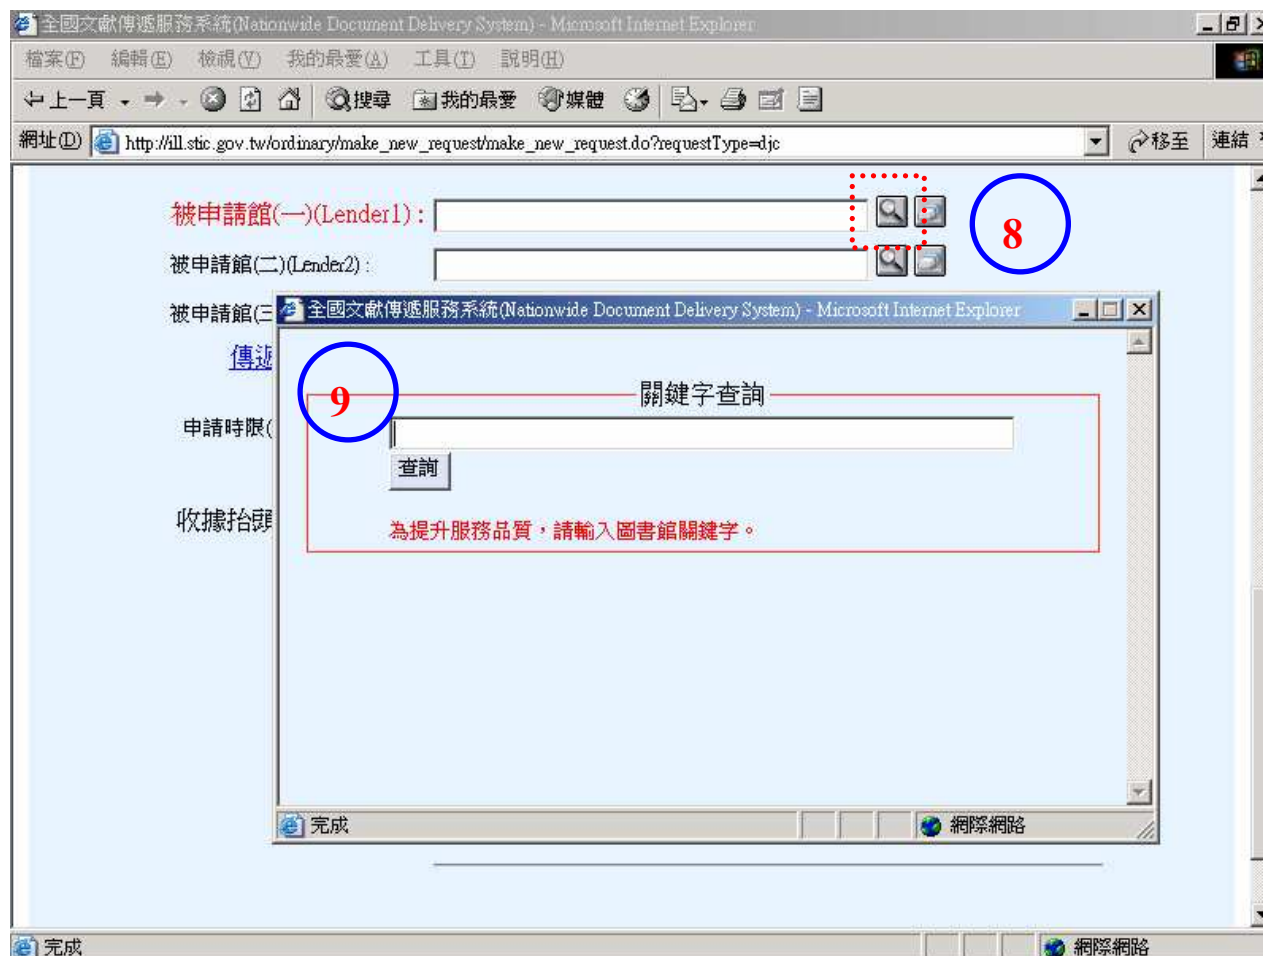 全國文獻傳遞服務系統(Nationwide Document Delivery System) - Microsoft Internet Explorer
檔案(F) 編輯(E) 檢視(V) 我的最愛(A) 工具(T) 說明(H)
上一頁 搜尋 我的最愛 媒體
網址(D) http://ill.stic.gov.tw/ordinary/make_new_request/make_new_request.do?requestType=djc 移至 連結
被申請館(一)(Lender1) :
8
被申請館(二)(Lender2) :
被申請館(三
全國文獻傳遞服務系統(Nationwide Document Delivery System) - Microsoft Internet Explorer
傳遞
9
關鍵字查詢
申請時限(
查詢
收據抬頭
為提升服務品質，請輸入圖書館關鍵字。
完成 網際網路
完成 網際網路